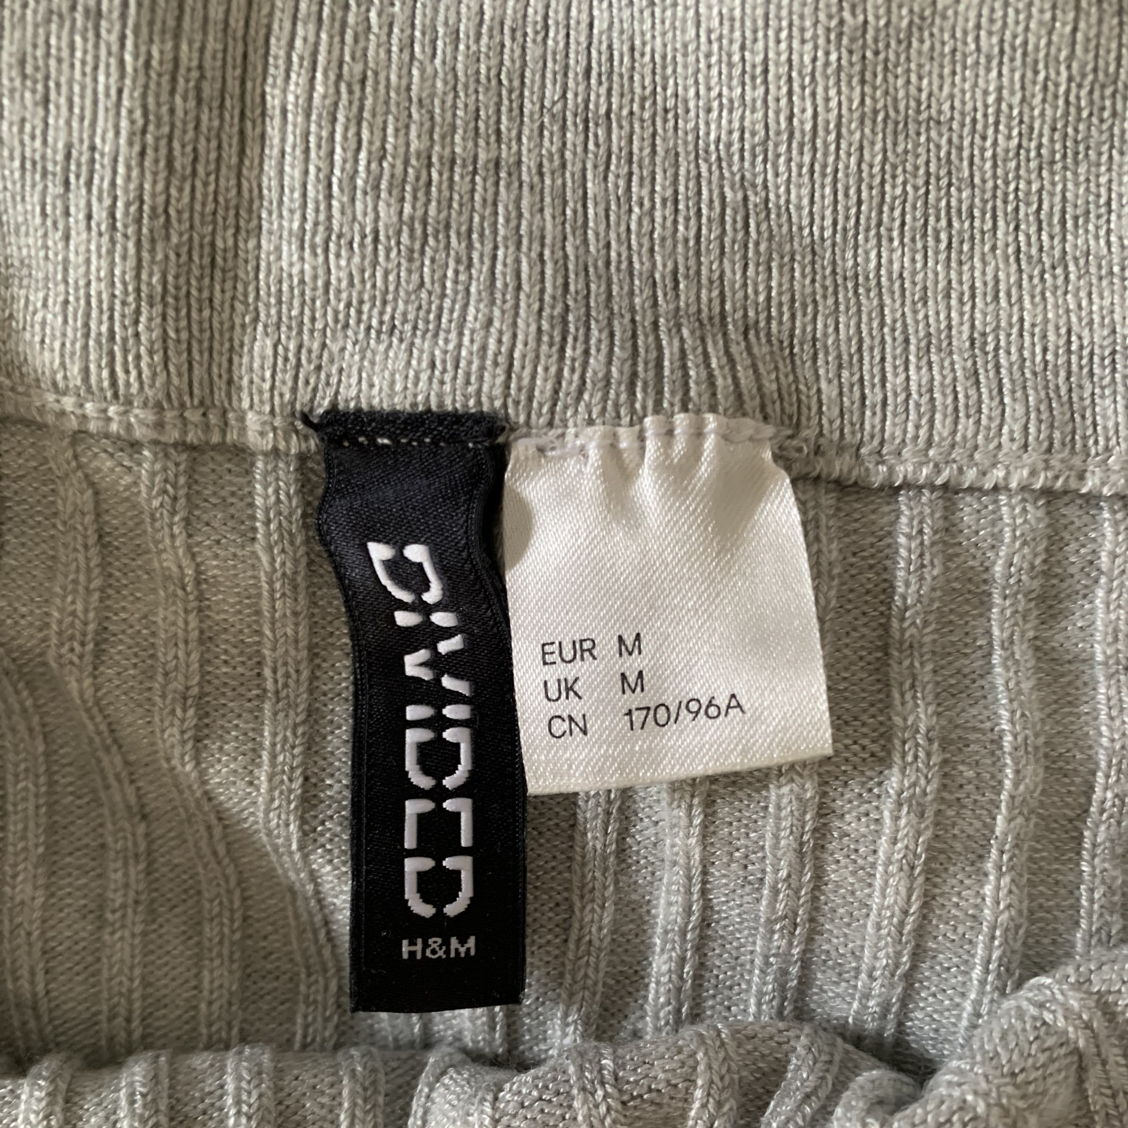 DIVIDED
H&M
EUR M
UK M
CN 170/96A